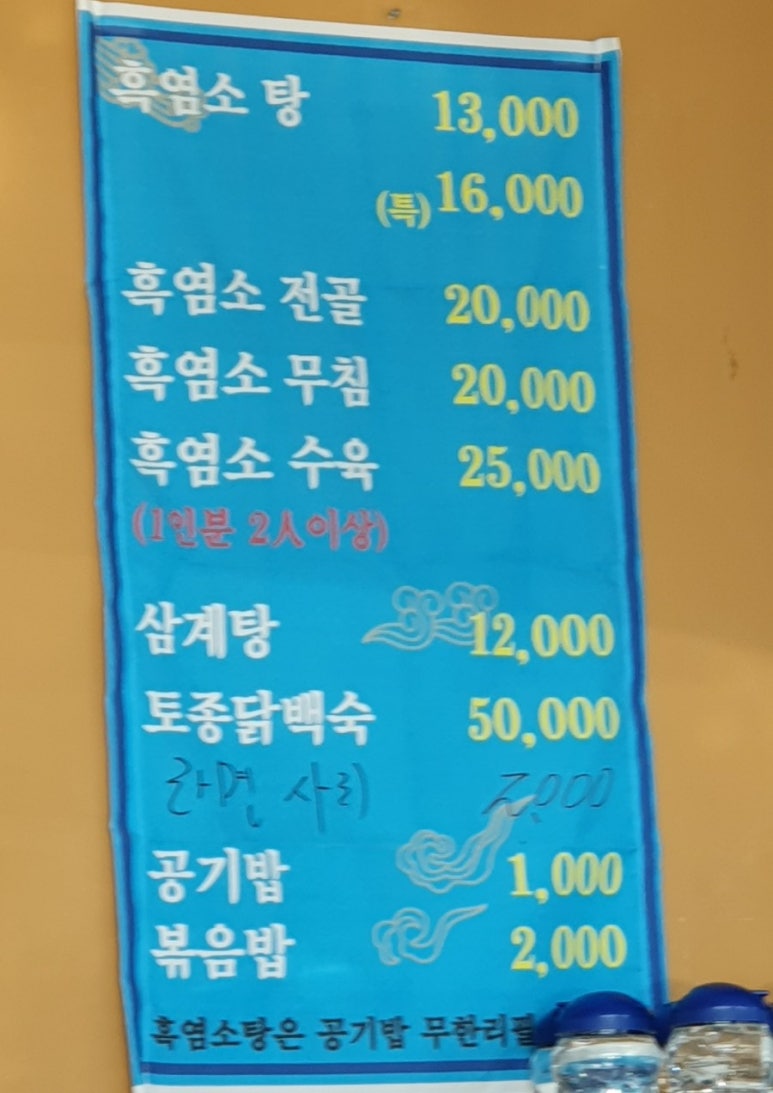 흑염소 탕 13,000
(특) 16,000
흑염소 전골 20,000
흑염소 무침 20,000
흑염소 수육 25,000
(1인분 2人이상)
삼계탕 12,000
토종닭백숙 50,000
라면 사리 2,000
공기밥 1,000
볶음밥 2,000
흑염소탕은 공기밥 무한리필